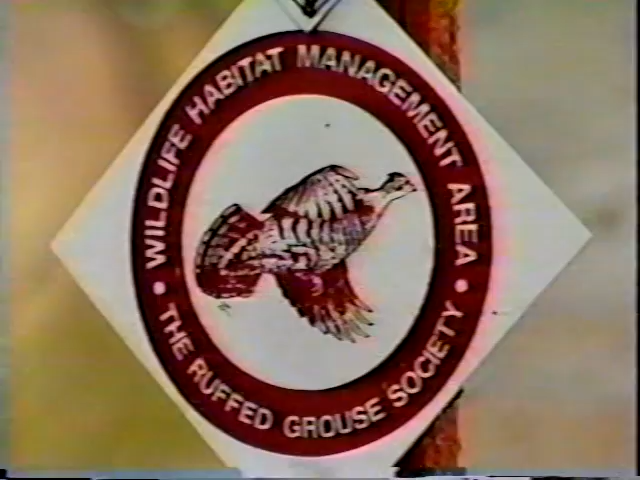 WILDLIFE HABITAT MANAGEMENT AREA
THE RUFFED GROUSE SOCIETY